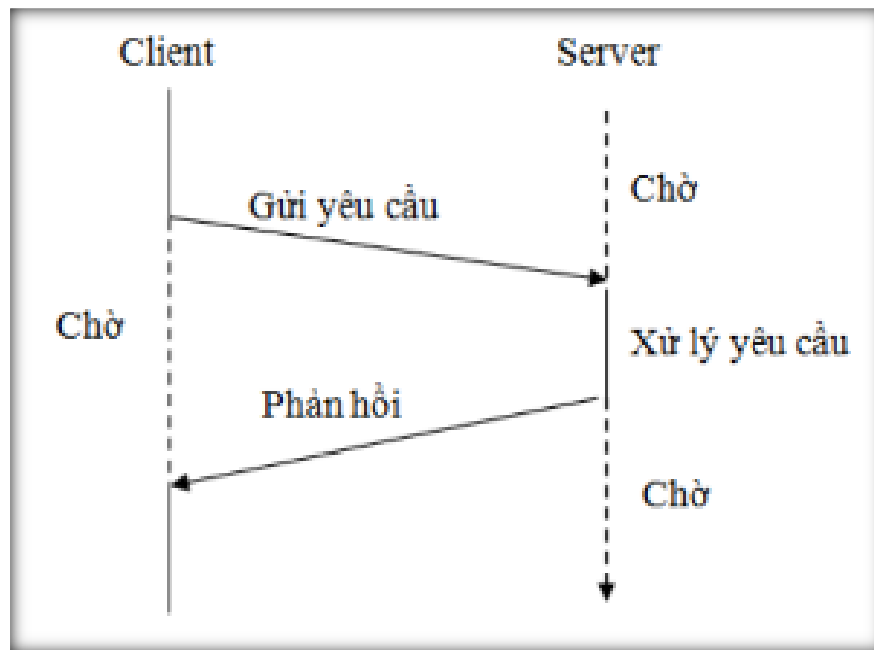 Client
Server
Chờ
Gửi yêu cầu
Chờ
Xử lý yêu cầu
Phản hồi
Chờ